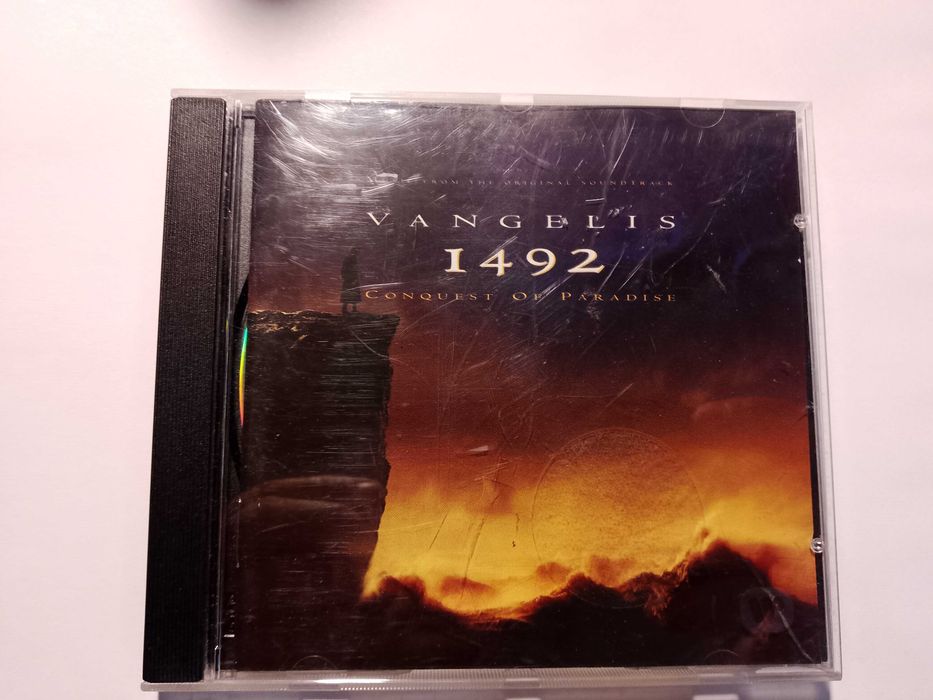 FROM THE ORIGINAL SOUNDTRACK
VANGELIS
1492
CONQUEST OF PARADISE